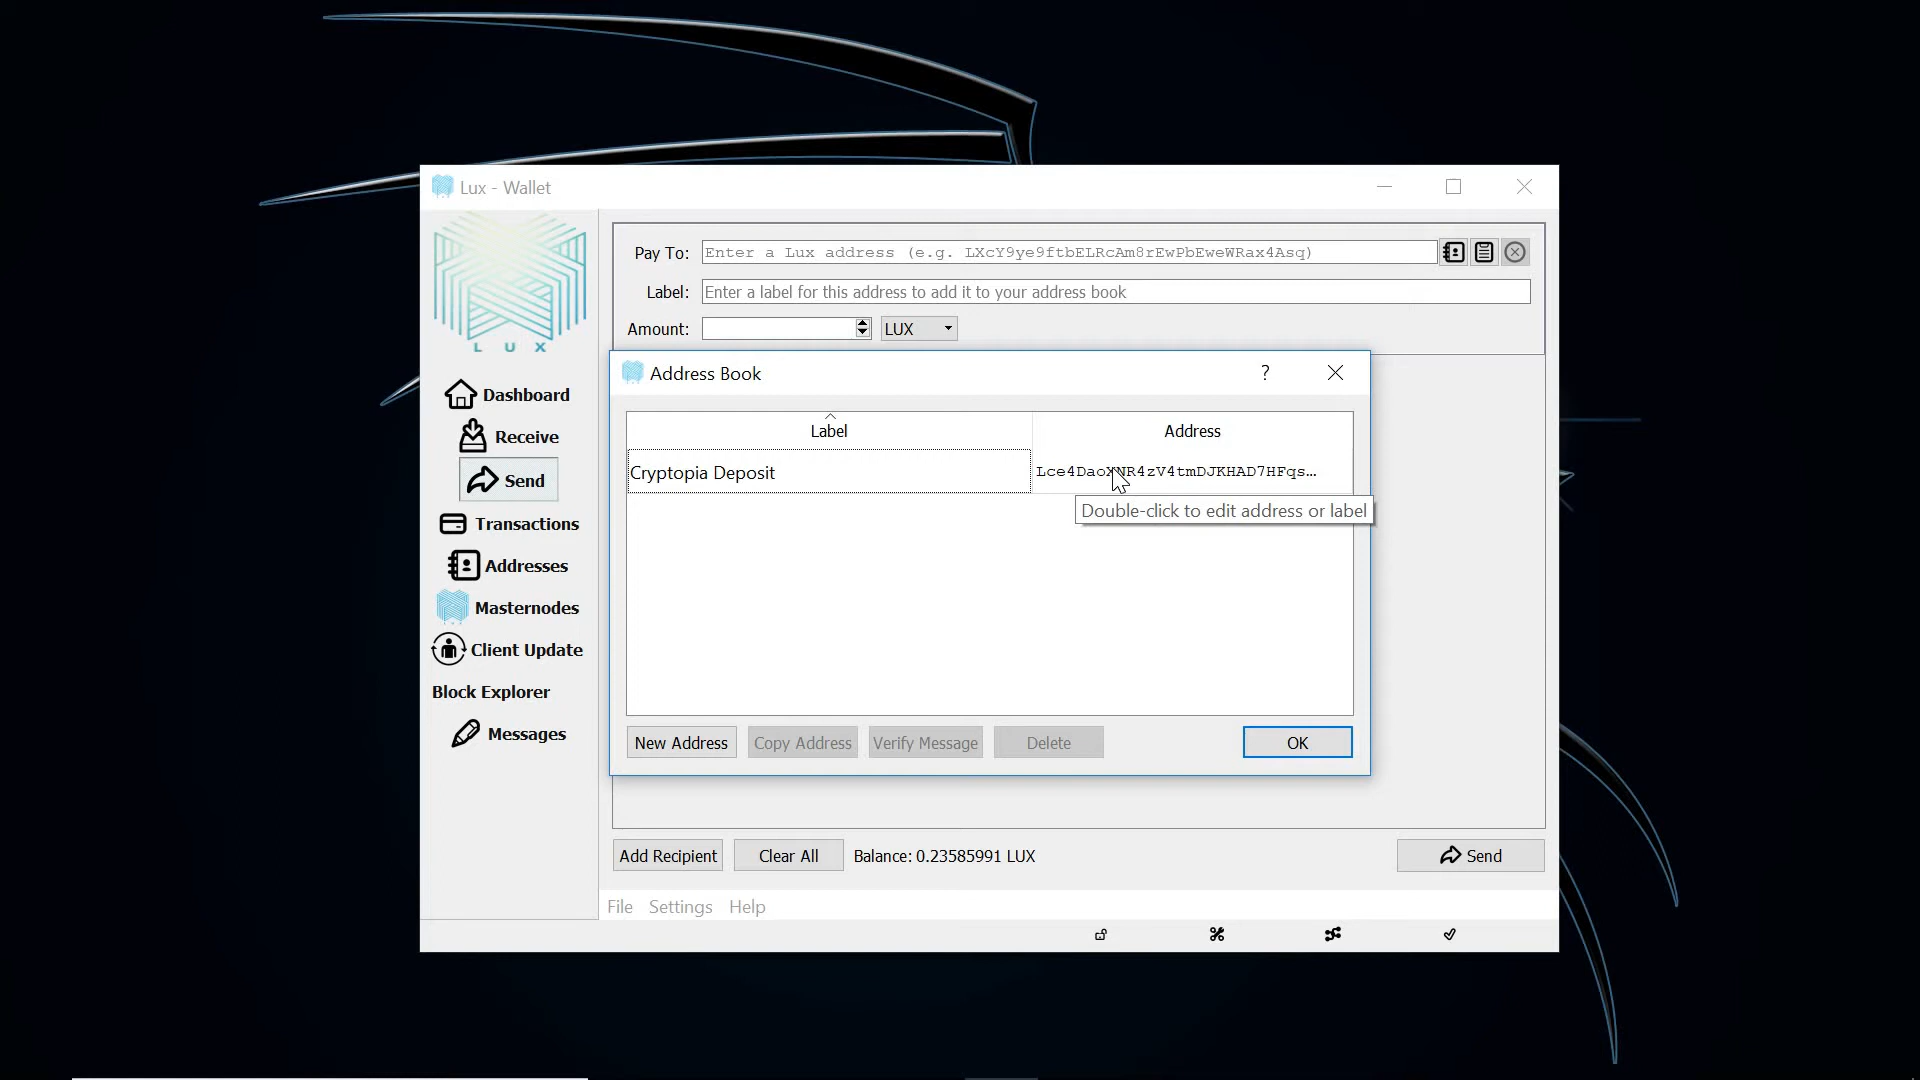 Lux - Wallet
L U X
Pay To: Enter a Lux address (e.g. LXcY9ye9ftbELRcAm8rEwPbEweWRax4Asq)
Label: Enter a label for this address to add it to your address book
Amount: LUX
Address Book
?
Label Address
Cryptopia Deposit Lce4DaoXNR4zV4tmDJKHAD7HFqs…
Double-click to edit address or label
New Address Copy Address Verify Message Delete OK
Dashboard
Receive
Send
Transactions
Addresses
Masternodes
Client Update
Block Explorer
Messages
Add Recipient Clear All Balance: 0.23585991 LUX Send
File Settings Help